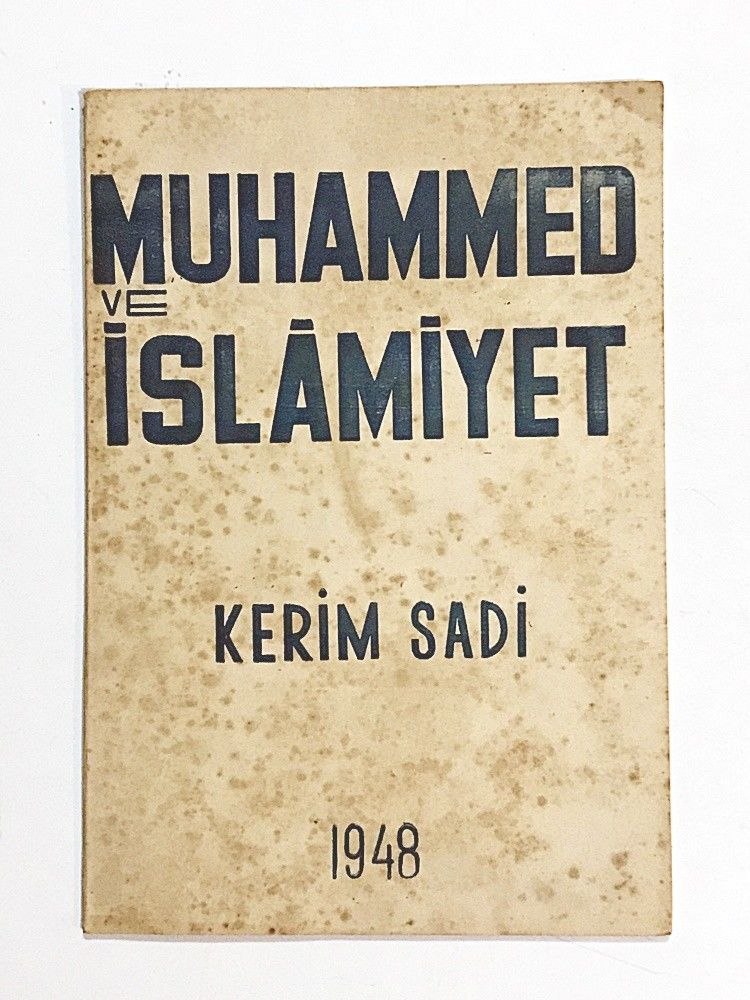 MUHAMMED
VE
İSLÂMİYET
KERİM SADİ
1948